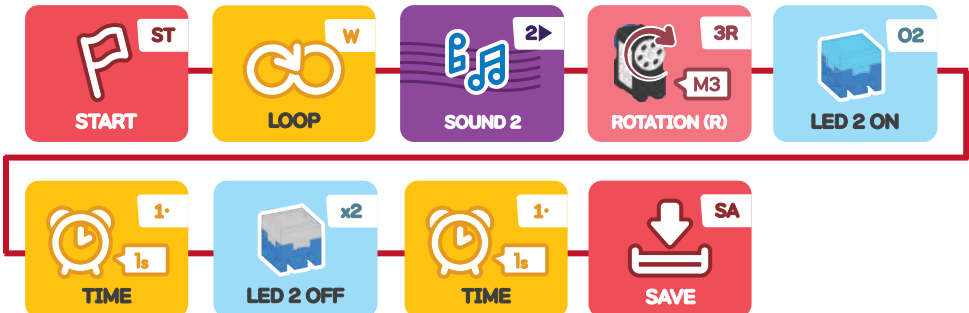 ST
START
W
LOOP
2▶
SOUND 2
3R
M3
ROTATION (R)
O2
LED 2 ON
1·
1s
TIME
x2
LED 2 OFF
1·
1s
TIME
SA
SAVE